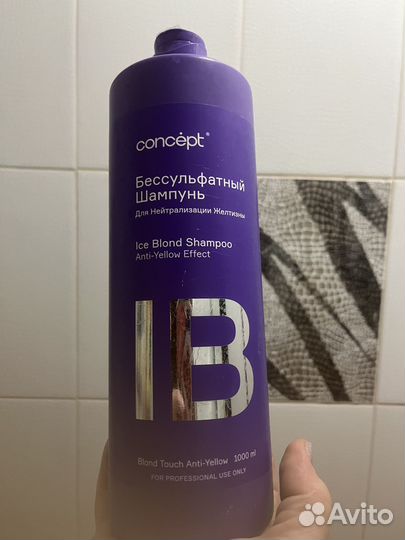 concépt®
Бессульфатный
Шампунь
Для Нейтрализации Желтизны
Ice Blond Shampoo
Anti-Yellow Effect
IB
Blond Touch Anti-Yellow 1000 ml
FOR PROFESSIONAL USE ONLY
Avito